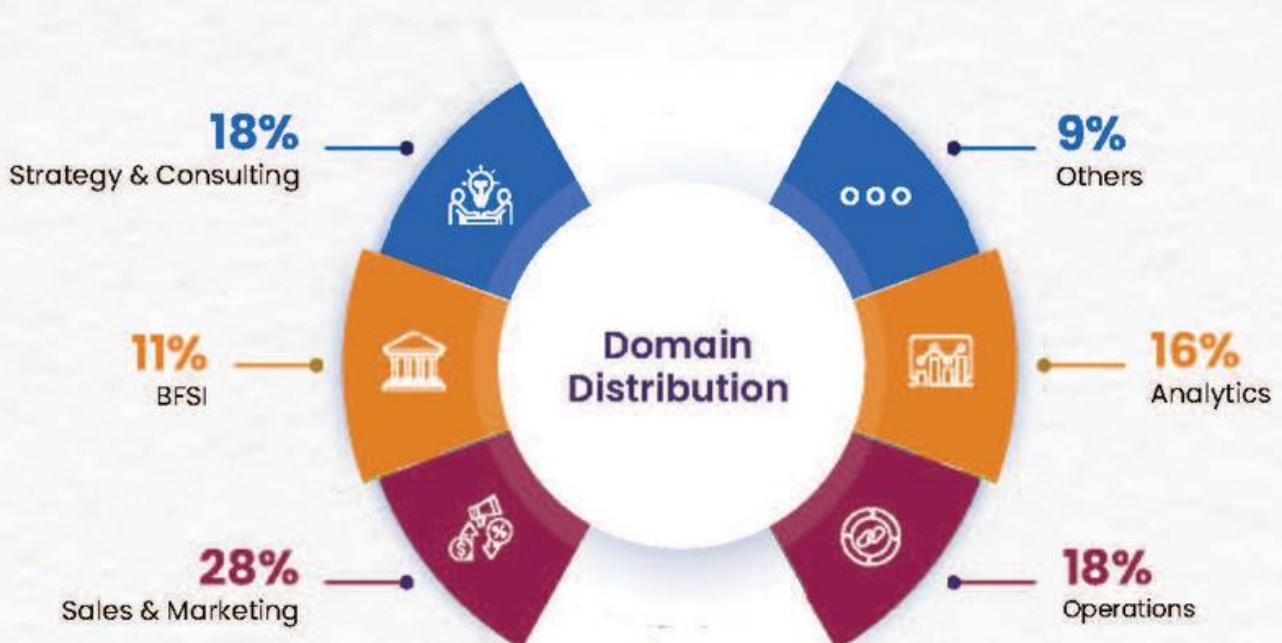 18%
Strategy & Consulting
9%
Others
11%
BFSI
Domain
Distribution
16%
Analytics
28%
Sales & Marketing
18%
Operations